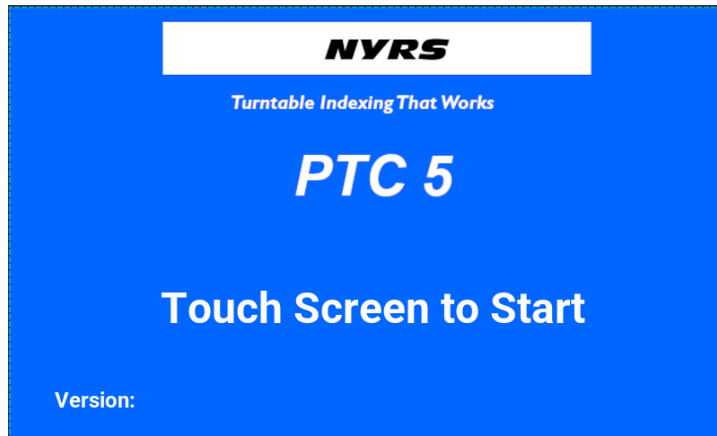 NYRS
Turntable Indexing That Works
PTC 5
Touch Screen to Start
Version: